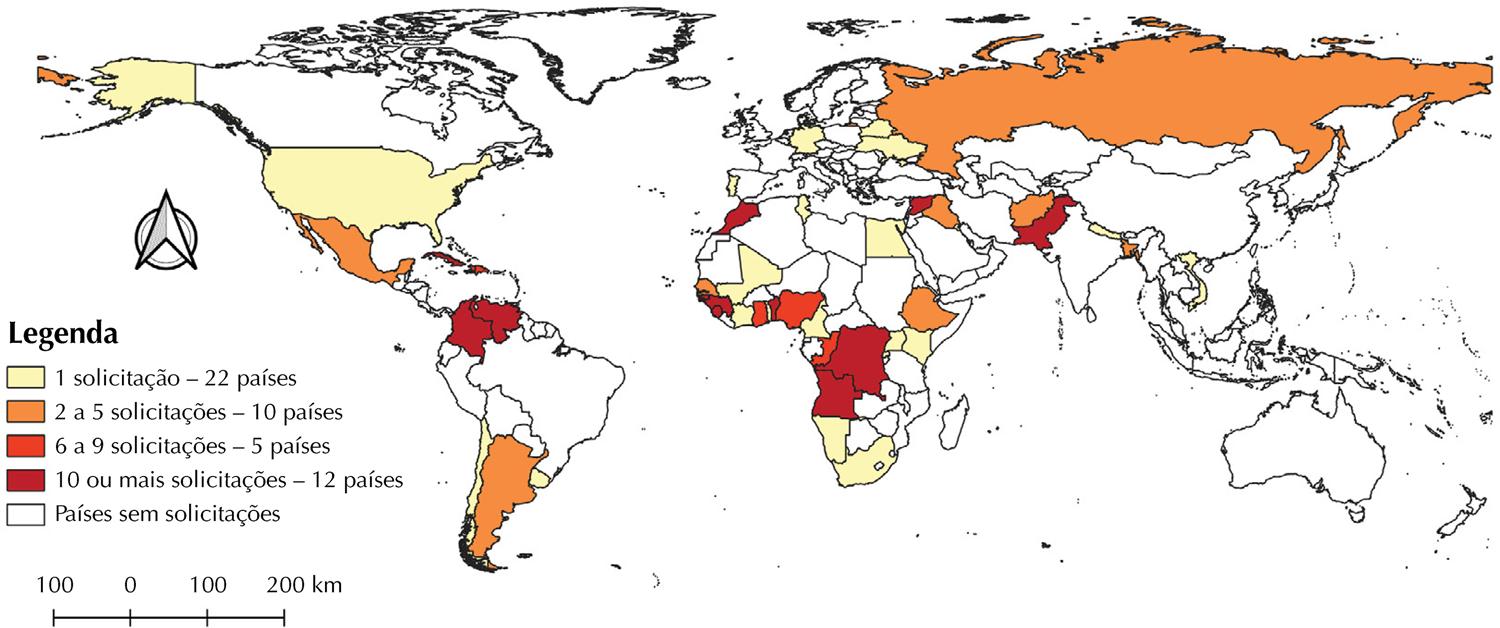 Legenda
1 solicitação – 22 países
2 a 5 solicitações – 10 países
6 a 9 solicitações – 5 países
10 ou mais solicitações – 12 países
Países sem solicitações
100 0 100 200 km